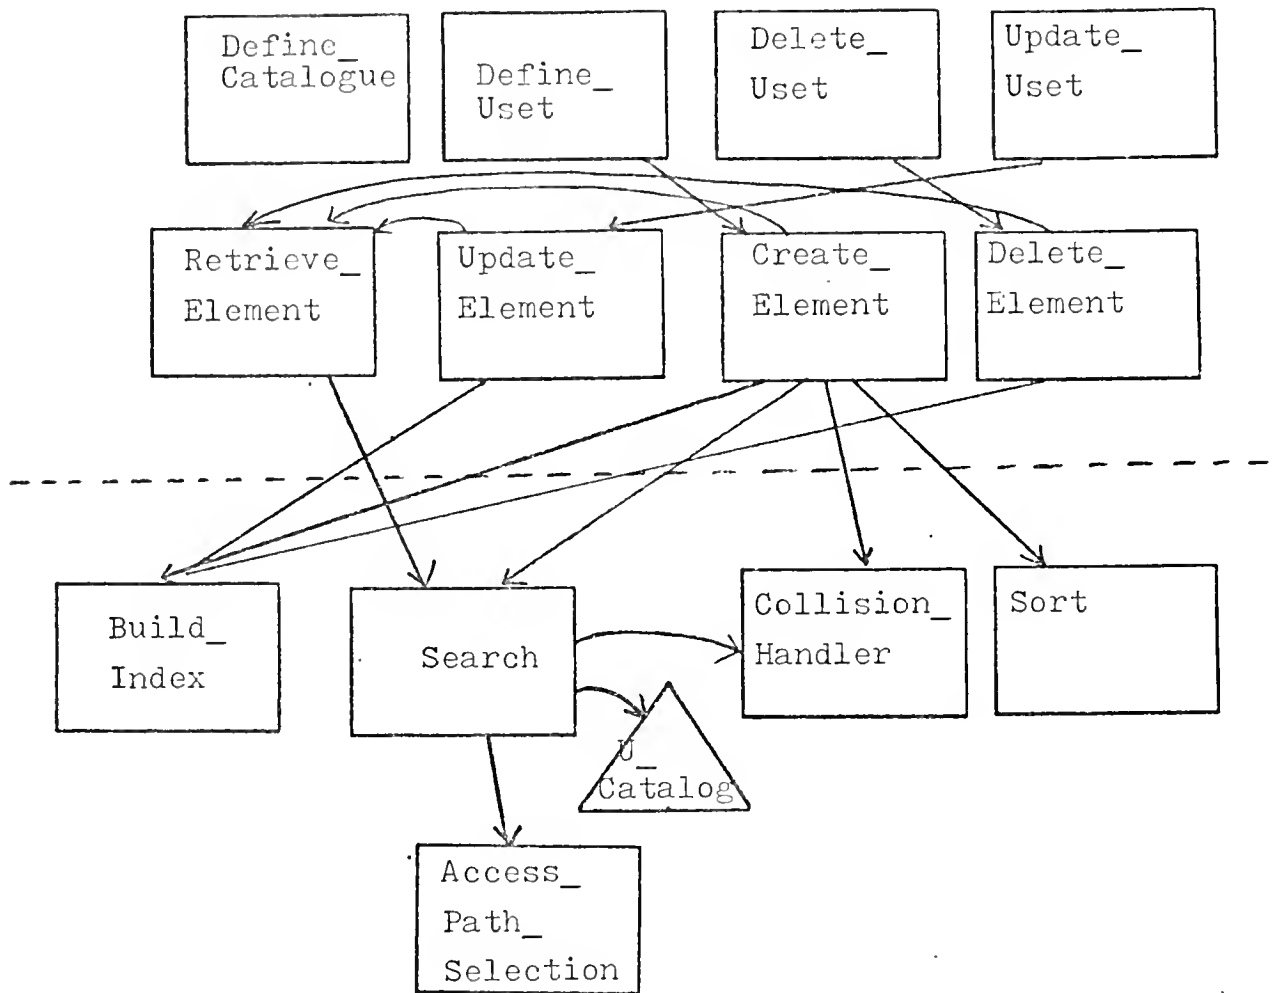 Define_
Catalogue
Define_
Uset
Delete_
Uset
Update_
Uset
Retrieve_
Element
Update_
Element
Create_
Element
Delete_
Element
Build_
Index
Search
Collision_
Handler
Sort
U_
Catalog
Access_
Path_
Selection